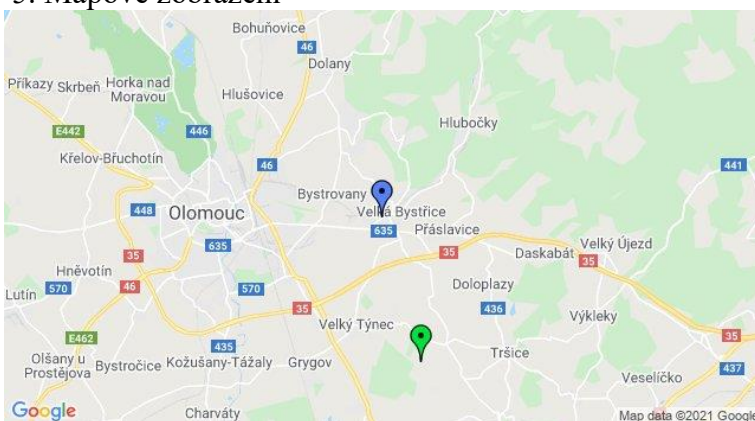 Bohuňovice
46
Dolany
Příkazy Skrbeň Horka nad
Moravou
Hlušovice
Hlubočky
E442
446
Křelov-Břuchotín
46
441
Bystrovany
448
Olomouc
Velká Bystřice
635
Přáslavice
635
35
35
Daskabát
Velký Újezd
35
Hněvotín
570
46
570
Lutín
Doloplazy
35
436
Výkleky
Velký Týnec
E462
435
35
Tršice
Olšany u
Prostějova
Bystročice
Kožušany-Tážaly
Grygov
437
Veselíčko
Charváty
Google
Map data ©2021 Google